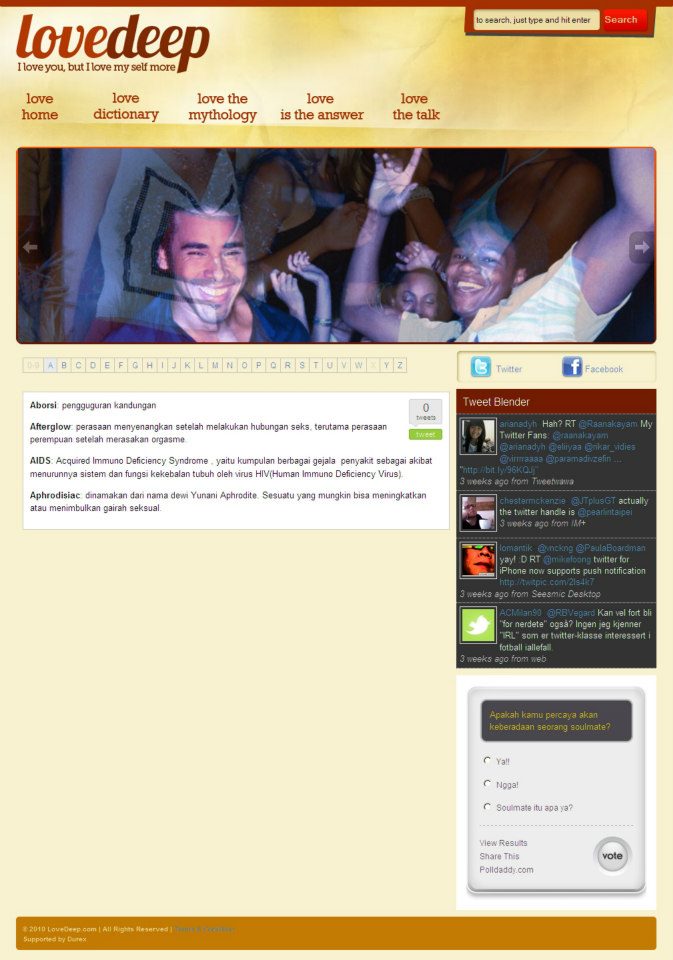 to search, just type and hit enter
Search
lovedeep
I love you, but I love my self more
love
home
love
dictionary
love the
mythology
love
is the answer
love
the talk
0-9 A B C D E F G H I J K L M N O P Q R S T U V W X Y Z
Twitter
Facebook
Aborsi: pengguguran kandungan
Afterglow: perasaan menyenangkan setelah melakukan hubungan seks, terutama perasaan
perempuan setelah merasakan orgasme.
AIDS: Acquired Immuno Deficiency Syndrome , yaitu kumpulan berbagai gejala penyakit sebagai akibat
menurunnya sistem dan fungsi kekebalan tubuh oleh virus HIV(Human Immuno Deficiency Virus).
Aphrodisiac: dinamakan dari nama dewi Yunani Aphrodite. Sesuatu yang mungkin bisa meningkatkan
atau menimbulkan gairah seksual.
0
tweets
tweet
Tweet Blender
arianadyh Hah? RT @Raanakayam My
Twitter Fans: @raanakayam
@arianadyh @eliiyaa @nkar_vidies
@virrrraaaa @paramadivzefin ...
"http://bit.ly/96KQJj"
3 weeks ago from Tweetwawa
chestermckenzie @JTplusGT actually
the twitter handle is @pearlintaipei
3 weeks ago from IM+
lomantik @vnckng @PaulaBoardman
yay! :D RT @mikefoong twitter for
iPhone now supports push notification
http://twitpic.com/2ls4k7
3 weeks ago from Seesmic Desktop
ACMilan90 @RBVegard Kan vel fort bli
"for nerdete" også? Ingen jeg kjenner
"IRL" som er twitter-klasse interessert i
fotball iallefall.
3 weeks ago from web
Apakah kamu percaya akan
keberadaan seorang soulmate?
Ya!!
Ngga!
Soulmate itu apa ya?
View Results
Share This
Polldaddy.com
vote
© 2010 LoveDeep.com | All Rights Reserved |
Supported by Durex